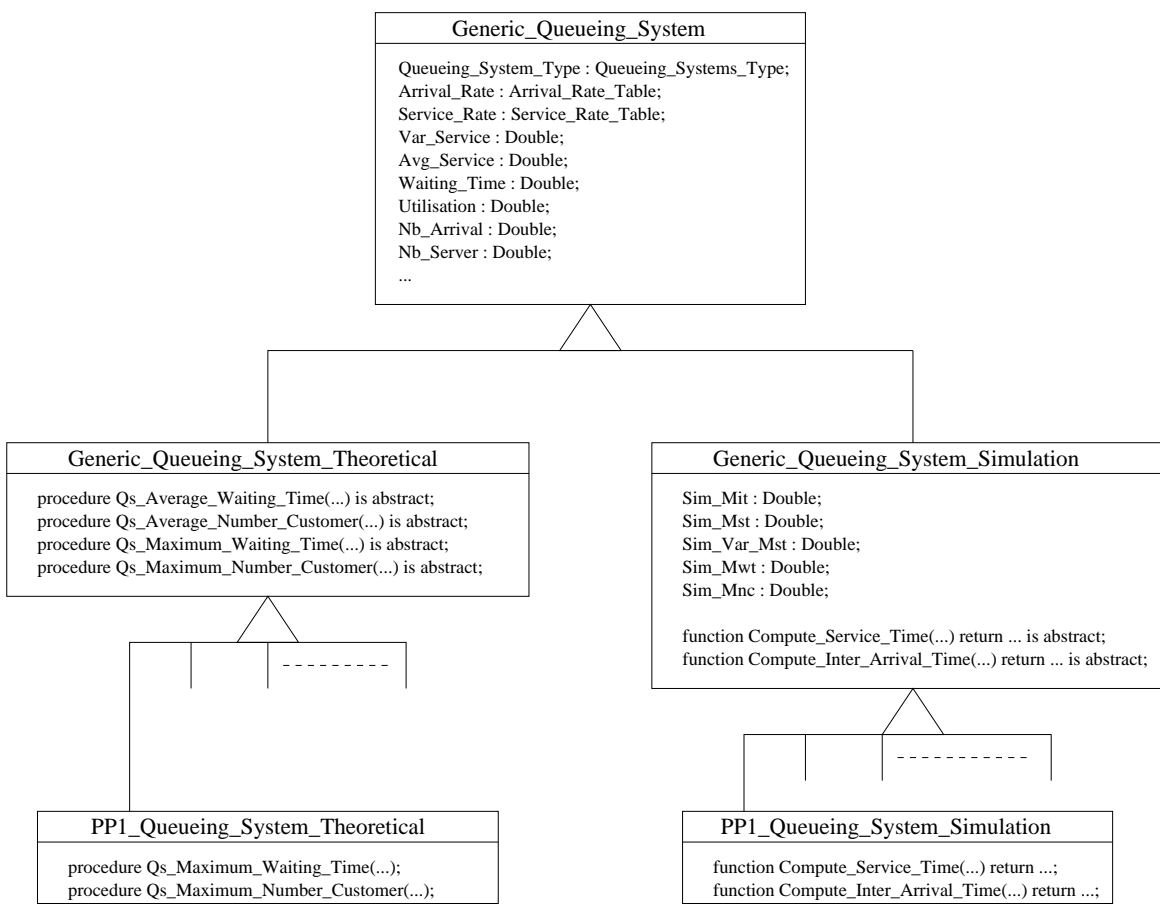 Generic_Queueing_System
Queueing_System_Type : Queueing_Systems_Type;
Arrival_Rate : Arrival_Rate_Table;
Service_Rate : Service_Rate_Table;
Var_Service : Double;
Avg_Service : Double;
Waiting_Time : Double;
Utilisation : Double;
Nb_Arrival : Double;
Nb_Server : Double;
...
Generic_Queueing_System_Theoretical
procedure Qs_Average_Waiting_Time(...) is abstract;
procedure Qs_Average_Number_Customer(...) is abstract;
procedure Qs_Maximum_Waiting_Time(...) is abstract;
procedure Qs_Maximum_Number_Customer(...) is abstract;
Generic_Queueing_System_Simulation
Sim_Mit : Double;
Sim_Mst : Double;
Sim_Var_Mst : Double;
Sim_Mwt : Double;
Sim_Mnc : Double;
function Compute_Service_Time(...) return ... is abstract;
function Compute_Inter_Arrival_Time(...) return ... is abstract;
PP1_Queueing_System_Theoretical
procedure Qs_Maximum_Waiting_Time(...);
procedure Qs_Maximum_Number_Customer(...);
PP1_Queueing_System_Simulation
function Compute_Service_Time(...) return ...;
function Compute_Inter_Arrival_Time(...) return ...;